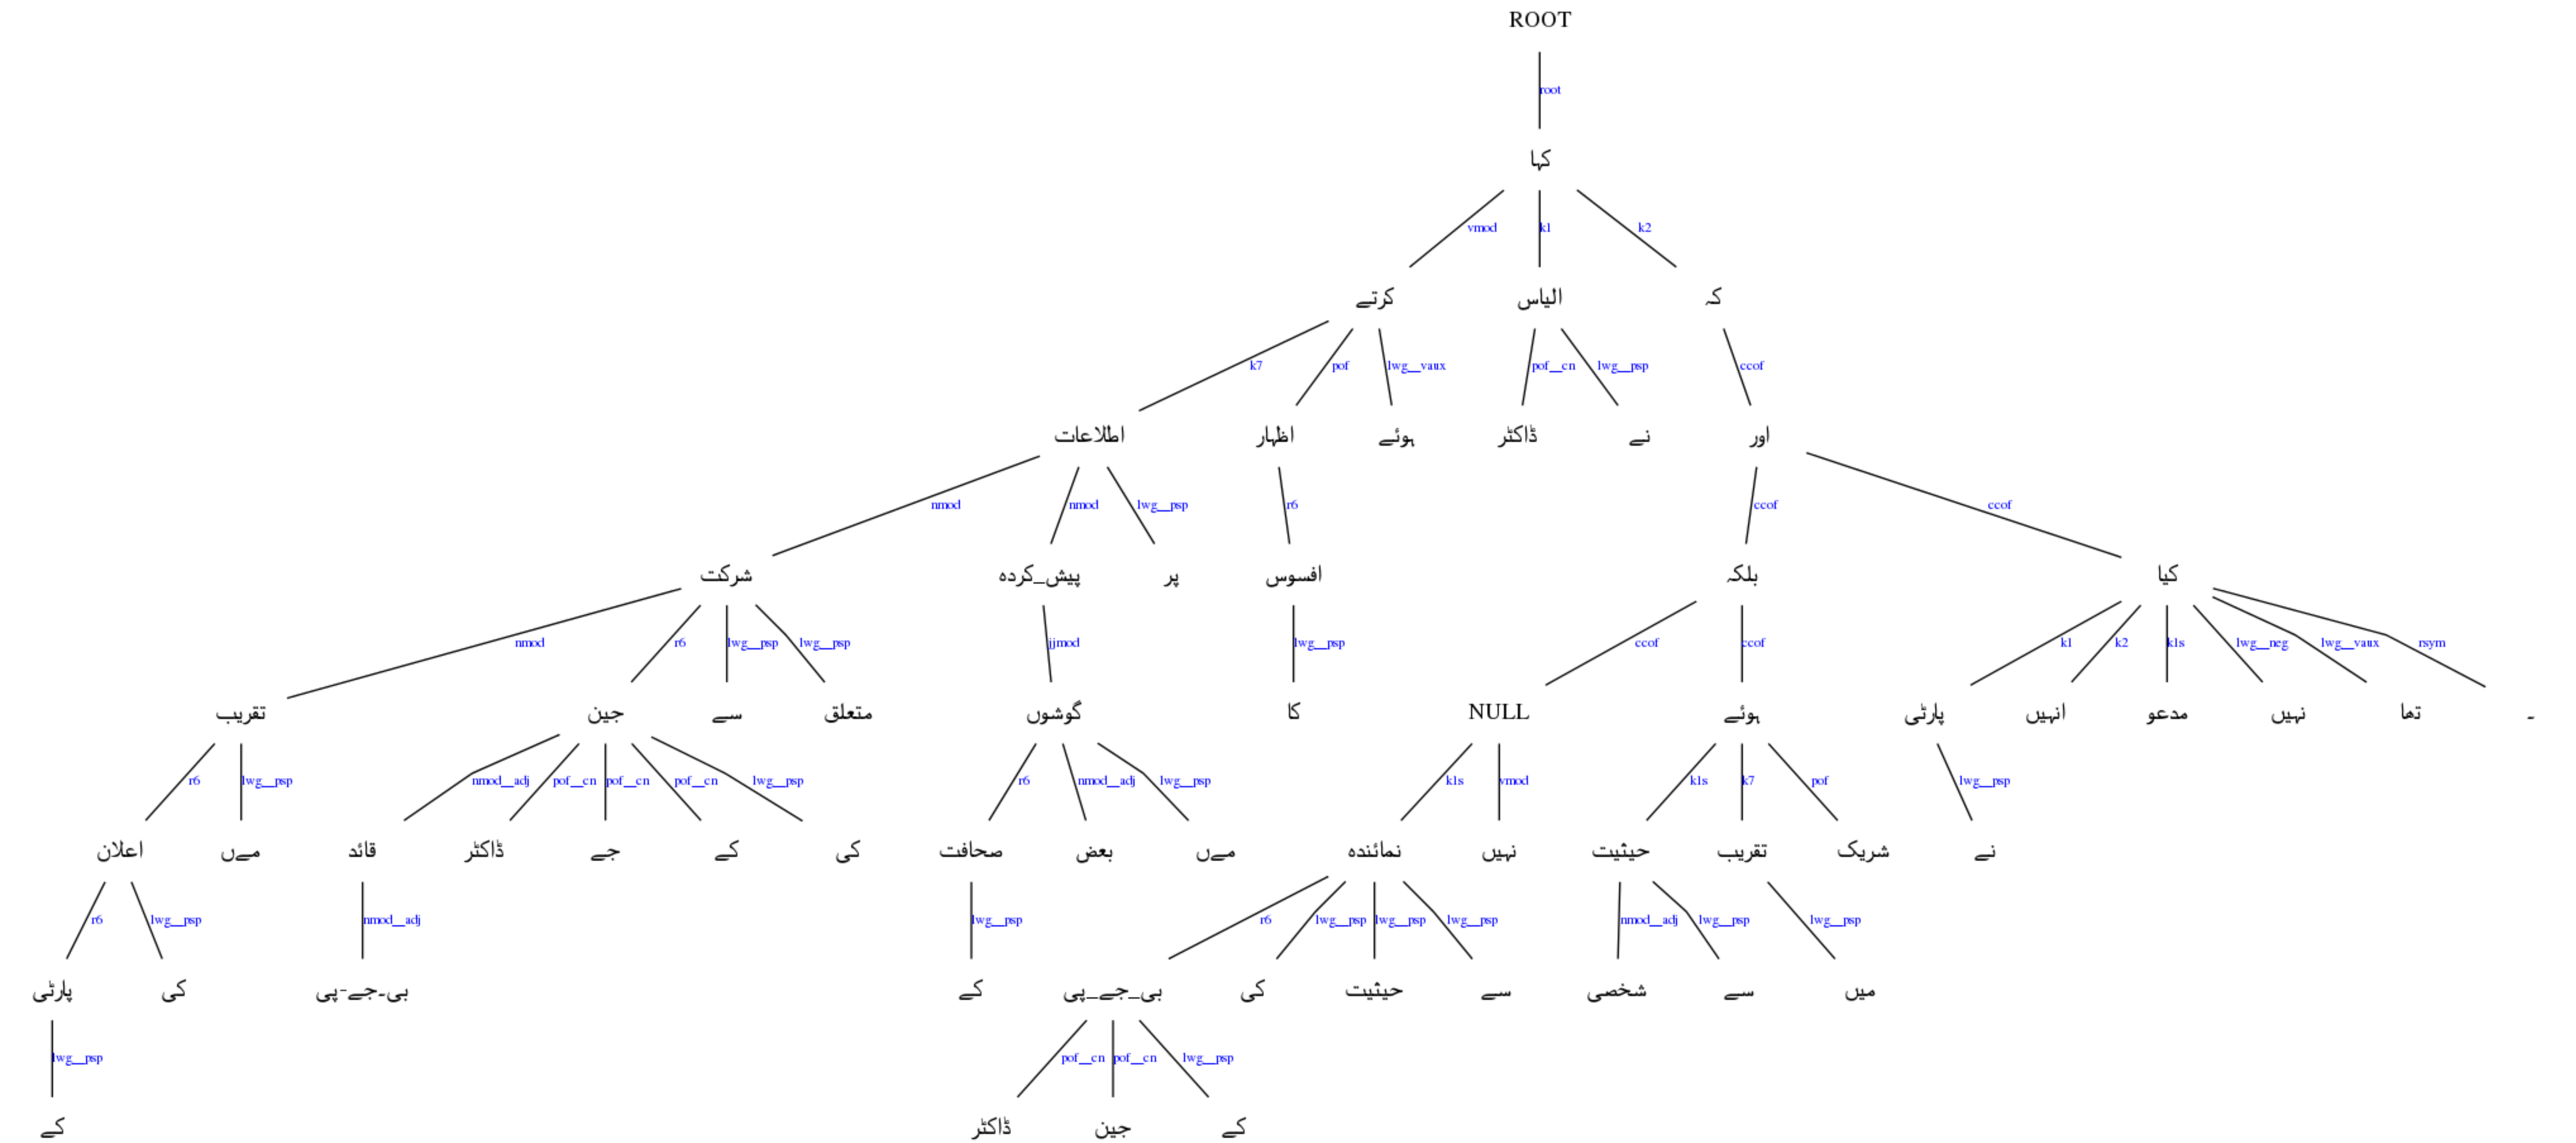 ROOT
root
کہا
vmod k1 k2
کرتے الیاس کہ
k7 pof lwg__vaux pof__cn lwg__psp ccof
اطلاعات اظہار ہوئے ڈاکٹر نے اور
nmod nmod lwg__psp r6 ccof ccof
شرکت پیش_کردہ پر افسوس بلکہ کیا
nmod r6 lwg__psp lwg__psp jjmod lwg__psp ccof ccof k1 k2 k1s lwg__neg lwg__vaux rsym
تقریب جین سے متعلق گوشوں کا NULL ہوئے پارٹی انہیں مدعو نہیں تھا ۔
r6 lwg__psp nmod__adj pof__cn pof__cn pof__cn lwg__psp r6 nmod__adj lwg__psp k1s vmod k1s k7 pof lwg__psp
اعلان مےں قائد ڈاکٹر جے کے کی صحافت بعض مےں نمائندہ نہیں حیثیت تقریب شریک نے
r6 lwg__psp nmod__adj lwg__psp r6 lwg__psp lwg__psp lwg__psp nmod__adj lwg__psp lwg__psp
پارٹی کی بی۔جے-پی کے بی_جے_پی کی حیثیت سے شخصی سے میں
lwg__psp pof__cn pof__cn lwg__psp
کے ڈاکٹر جین کے